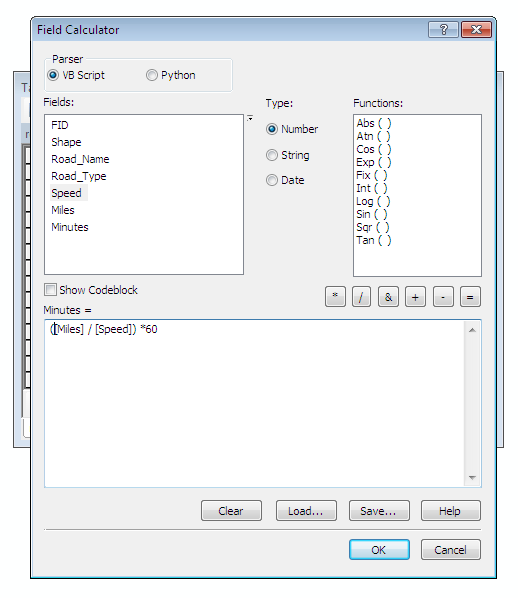 Field Calculator
Parser
VB Script
Python
Fields:
FID
Shape
Road_Name
Road_Type
Speed
Miles
Minutes
Type:
Number
String
Date
Functions:
Abs ( )
Atn ( )
Cos ( )
Exp ( )
Fix ( )
Int ( )
Log ( )
Sin ( )
Sqr ( )
Tan ( )
Show Codeblock
* / & + - =
Minutes =
([Miles] / [Speed]) *60
Clear Load... Save... Help
OK Cancel